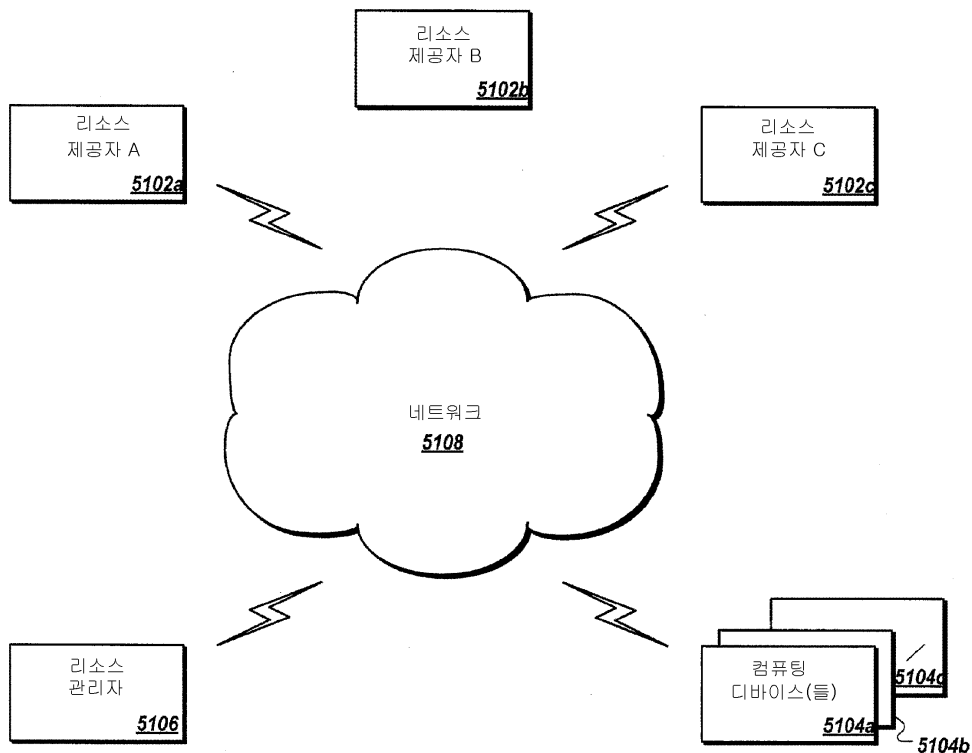 리소스
제공자 B
5102b
리소스
제공자 A
5102a
리소스
제공자 C
5102c
네트워크
5108
리소스
관리자
5106
컴퓨팅
디바이스(들)
5104a
5104c
5104b